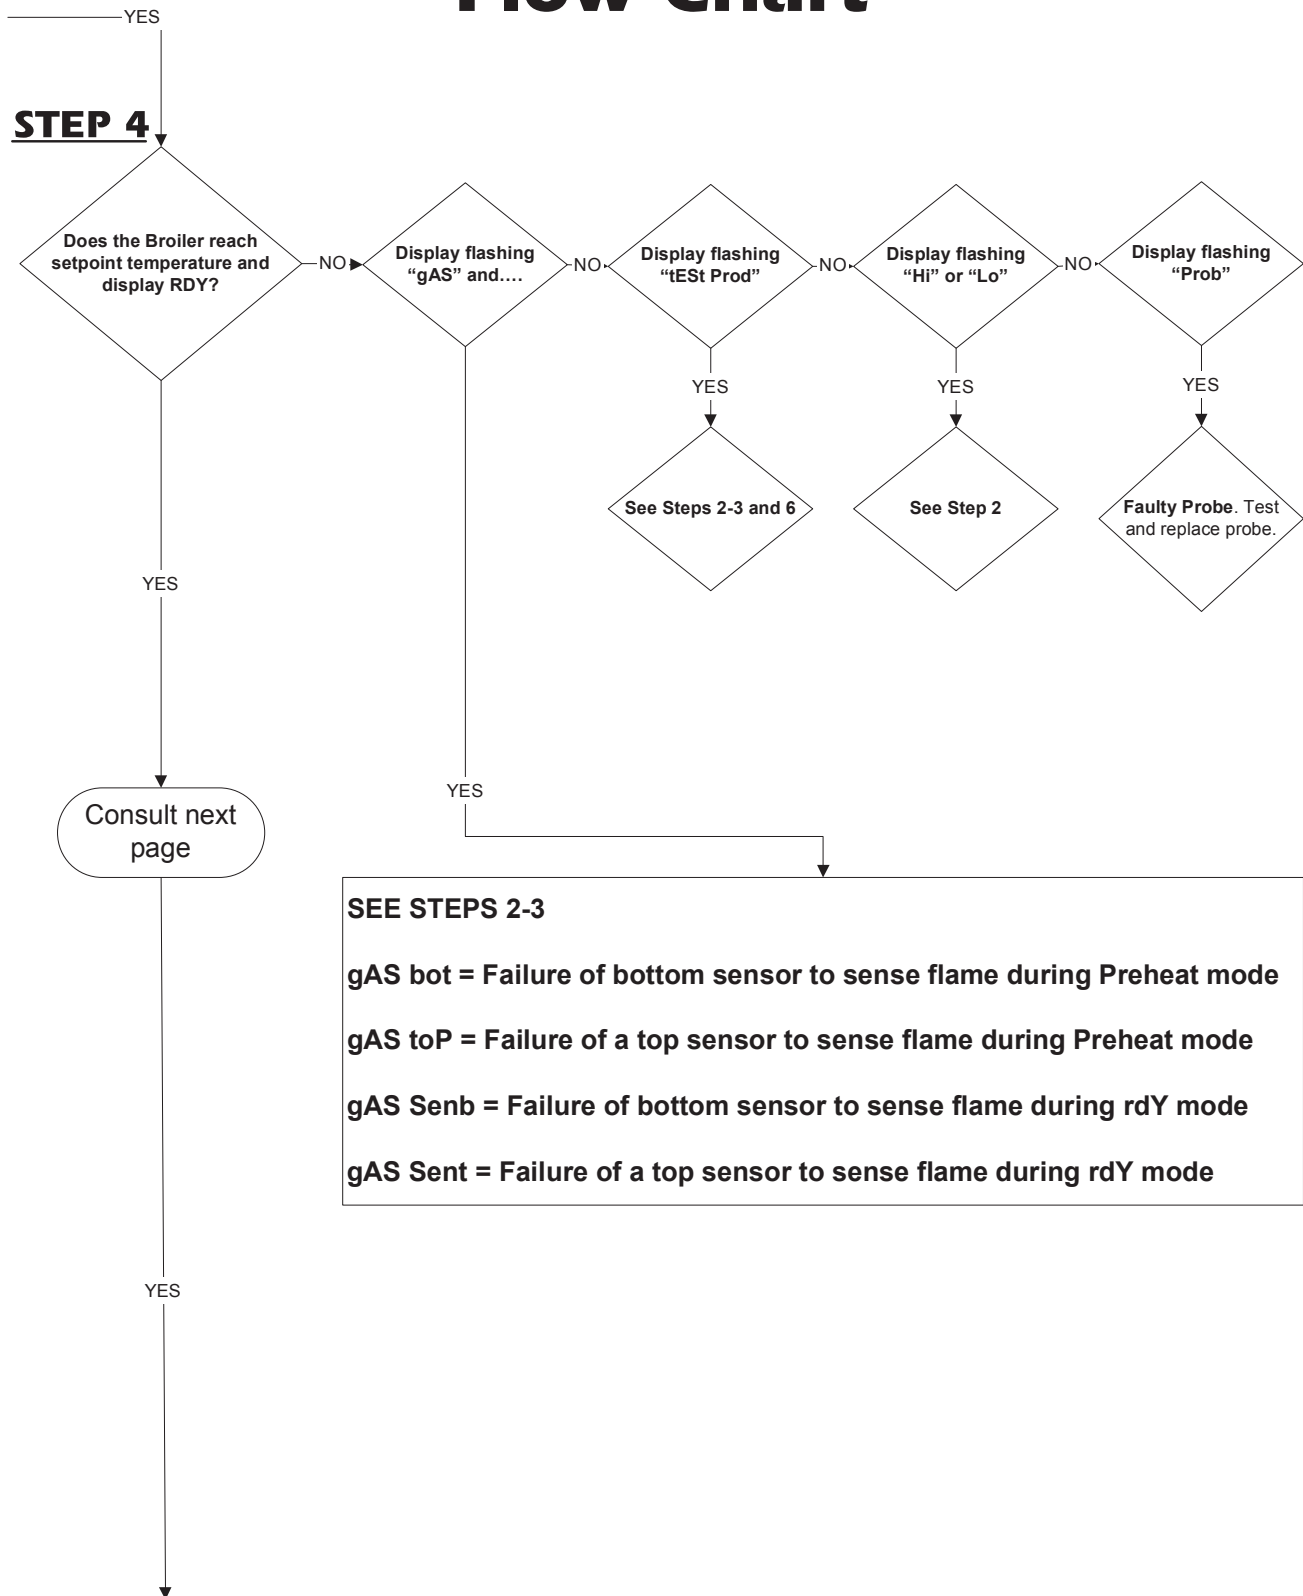 Flow Chart
YES
STEP 4
Does the Broiler reach
setpoint temperature and
display RDY?
NO
Display flashing
“gAS” and….
NO
Display flashing
“tESt Prod”
NO
Display flashing
“Hi” or “Lo”
NO
Display flashing
“Prob”
YES
YES
YES
See Steps 2-3 and 6
See Step 2
Faulty Probe. Test
and replace probe.
YES
YES
Consult next
page
SEE STEPS 2-3
gAS bot = Failure of bottom sensor to sense flame during Preheat mode
gAS toP = Failure of a top sensor to sense flame during Preheat mode
gAS Senb = Failure of bottom sensor to sense flame during rdY mode
gAS Sent = Failure of a top sensor to sense flame during rdY mode
YES